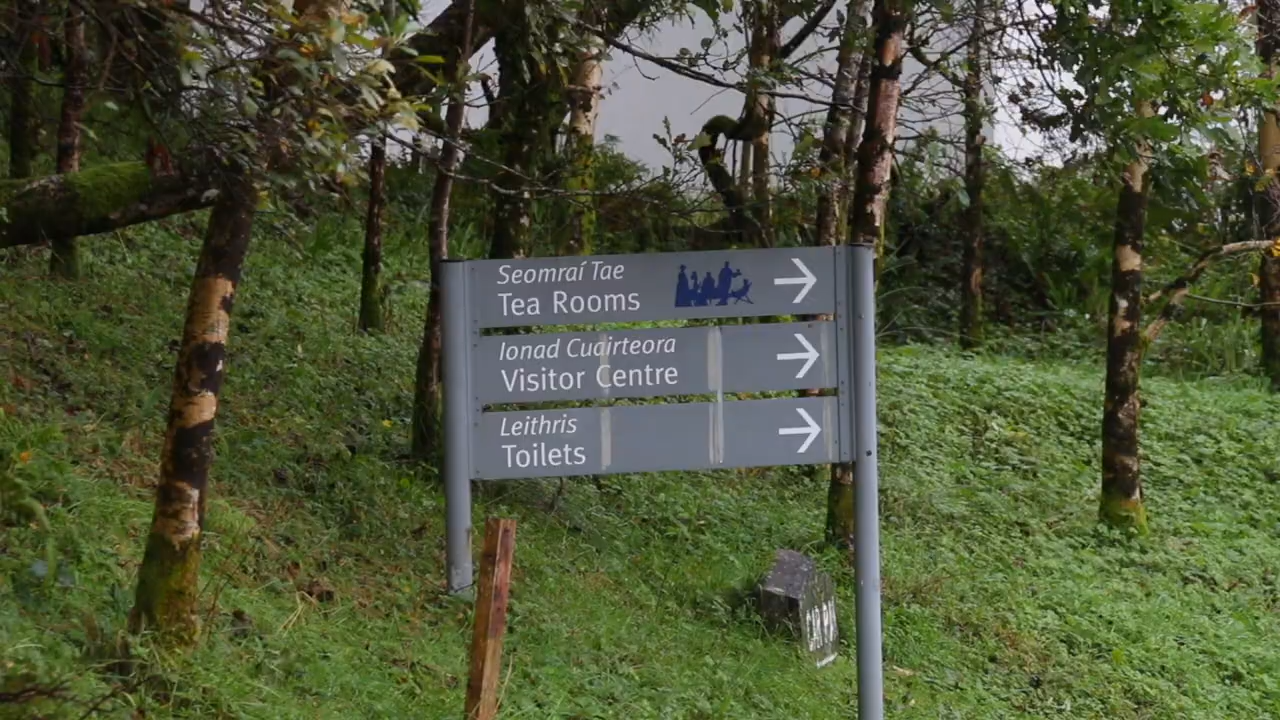 Seomraí Tae
Tea Rooms
Ionad Cuairteora
Visitor Centre
Leithris
Toilets